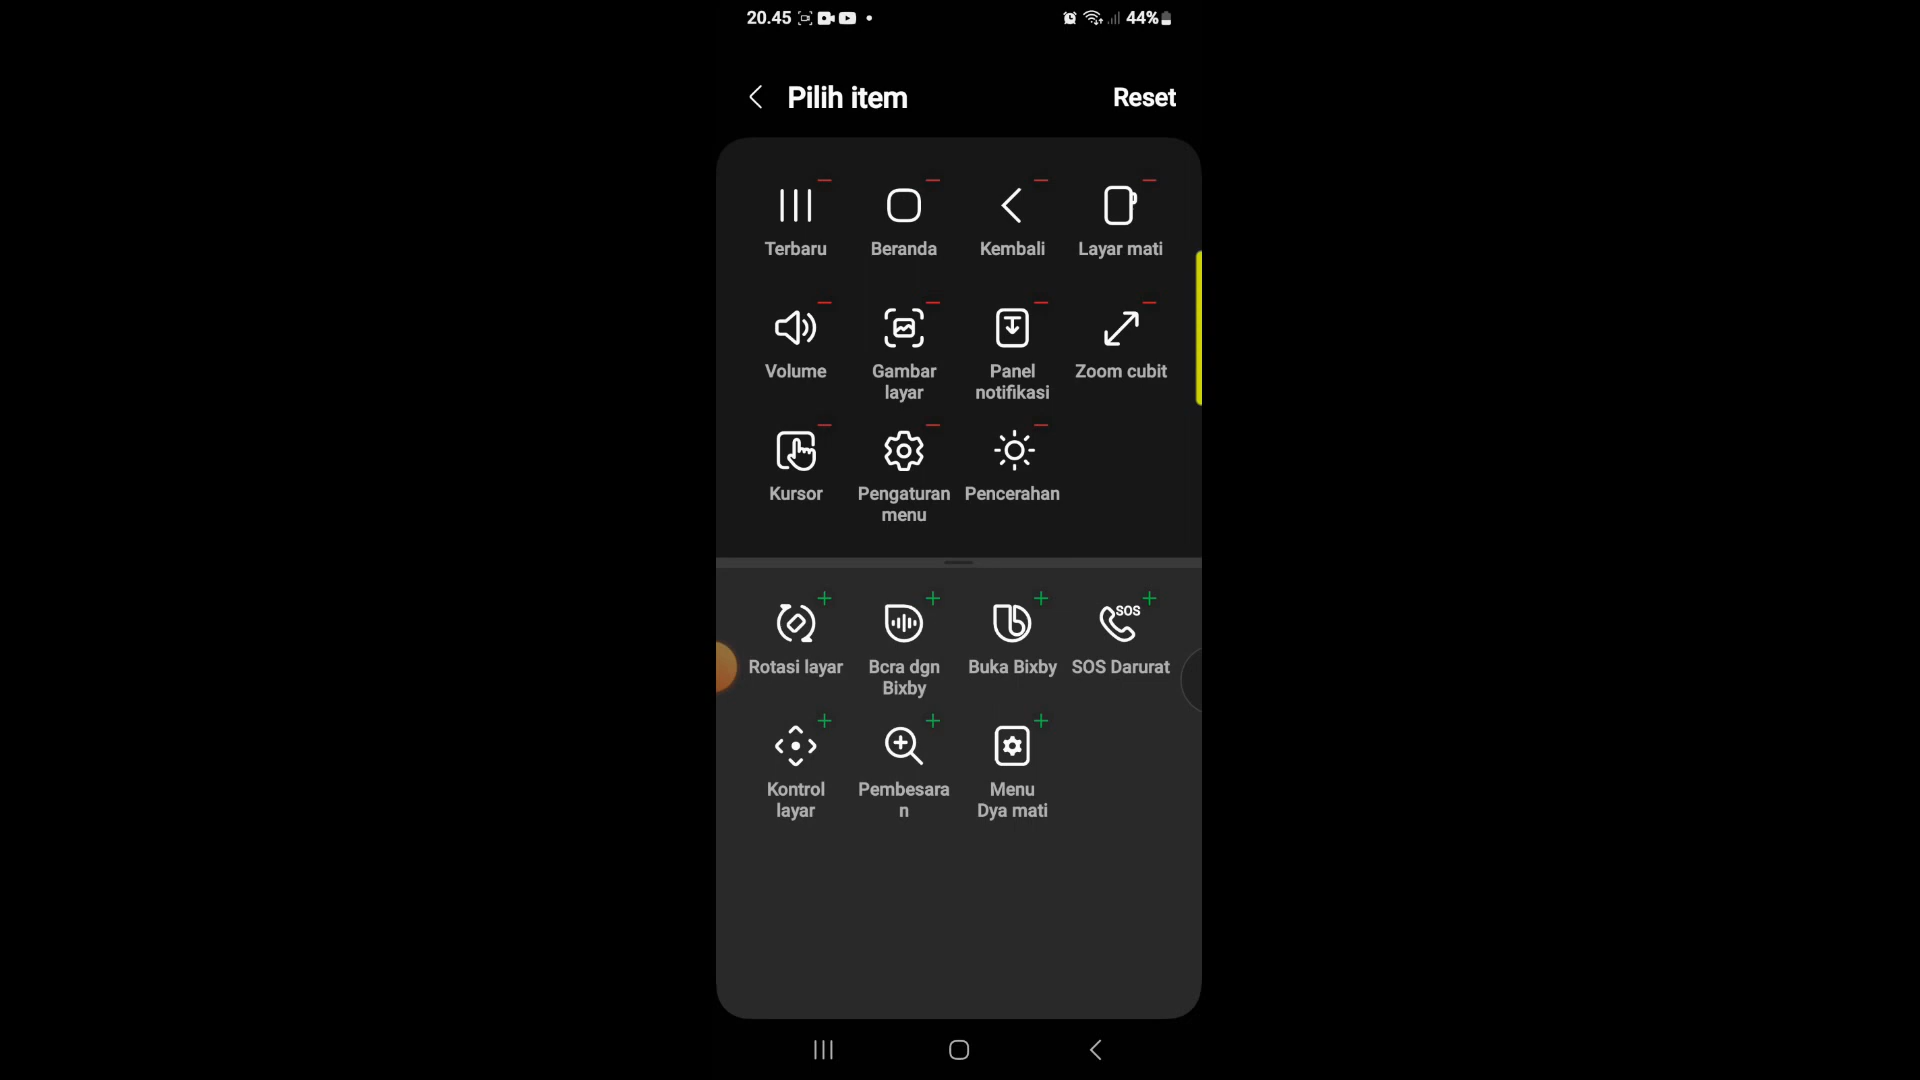 20.45 44%
Pilih item Reset
Terbaru Beranda Kembali Layar mati
Volume Gambar Panel Zoom cubit
layar notifikasi
Kursor Pengaturan Pencerahan
menu
SOS
Rotasi layar Bcra dgn Buka Bixby SOS Darurat
Bixby
Kontrol Pembesara Menu
layar n Dya mati